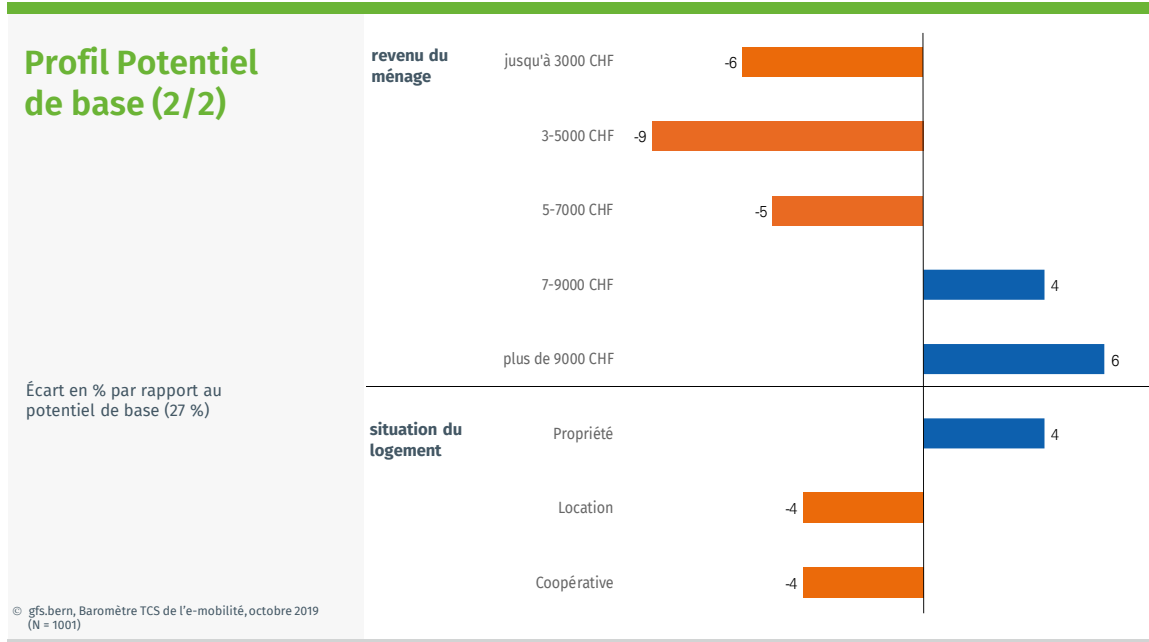 Profil Potentiel
de base (2/2)
Écart en % par rapport au
potentiel de base (27 %)
© gfs.bern, Baromètre TCS de l'e-mobilité, octobre 2019
(N = 1001)
revenu du
ménage
jusqu'à 3000 CHF
-6
3-5000 CHF
-9
5-7000 CHF
-5
7-9000 CHF
4
plus de 9000 CHF
6
situation du
logement
Propriété
4
Location
-4
Coopérative
-4